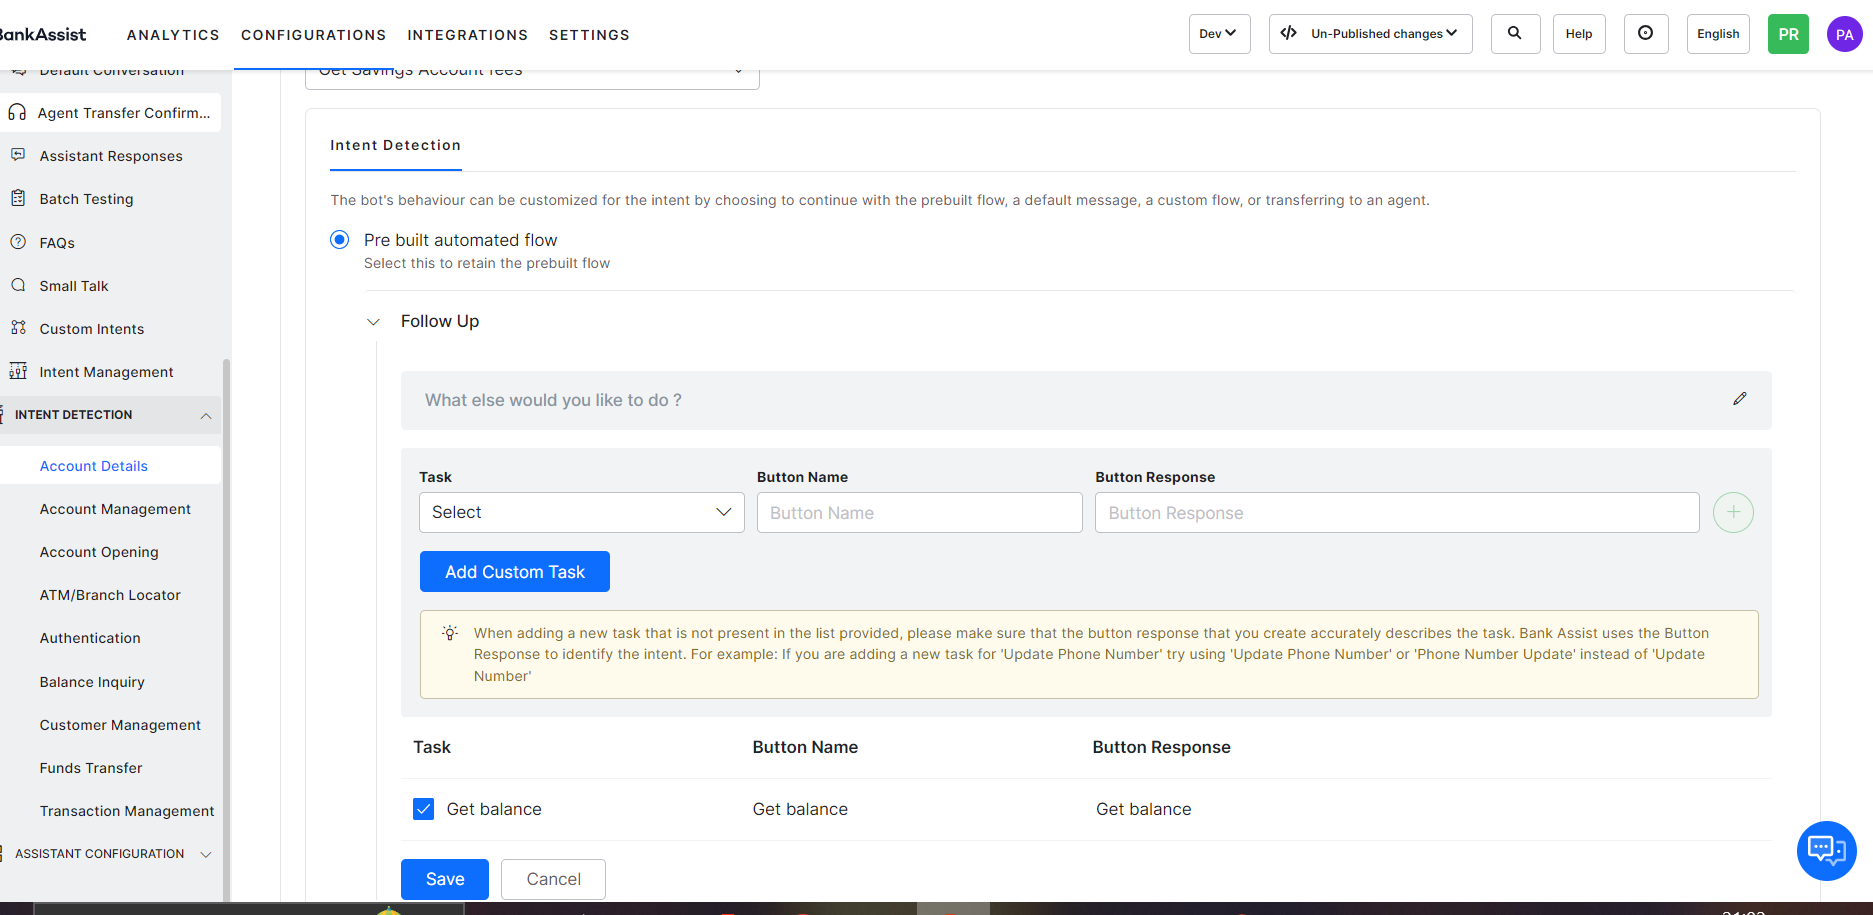 BankAssist
ANALYTICS
CONFIGURATIONS
INTEGRATIONS
SETTINGS
Dev
Un-Published changes
Help
English
PR
PA
Default Conversation
Agent Transfer Confirm...
Assistant Responses
Batch Testing
FAQs
Small Talk
Custom Intents
Intent Management
INTENT DETECTION
Account Details
Account Management
Account Opening
ATM/Branch Locator
Authentication
Balance Inquiry
Customer Management
Funds Transfer
Transaction Management
ASSISTANT CONFIGURATION
Get Savings Account fees
Intent Detection
The bot's behaviour can be customized for the intent by choosing to continue with the prebuilt flow, a default message, a custom flow, or transferring to an agent.
Pre built automated flow
Select this to retain the prebuilt flow
Follow Up
What else would you like to do ?
Task Button Name Button Response
Select Button Name Button Response
Add Custom Task
When adding a new task that is not present in the list provided, please make sure that the button response that you create accurately describes the task. Bank Assist uses the Button
Response to identify the intent. For example: If you are adding a new task for 'Update Phone Number' try using 'Update Phone Number' or 'Phone Number Update' instead of 'Update
Number'
Task Button Name Button Response
Get balance Get balance Get balance
Save Cancel